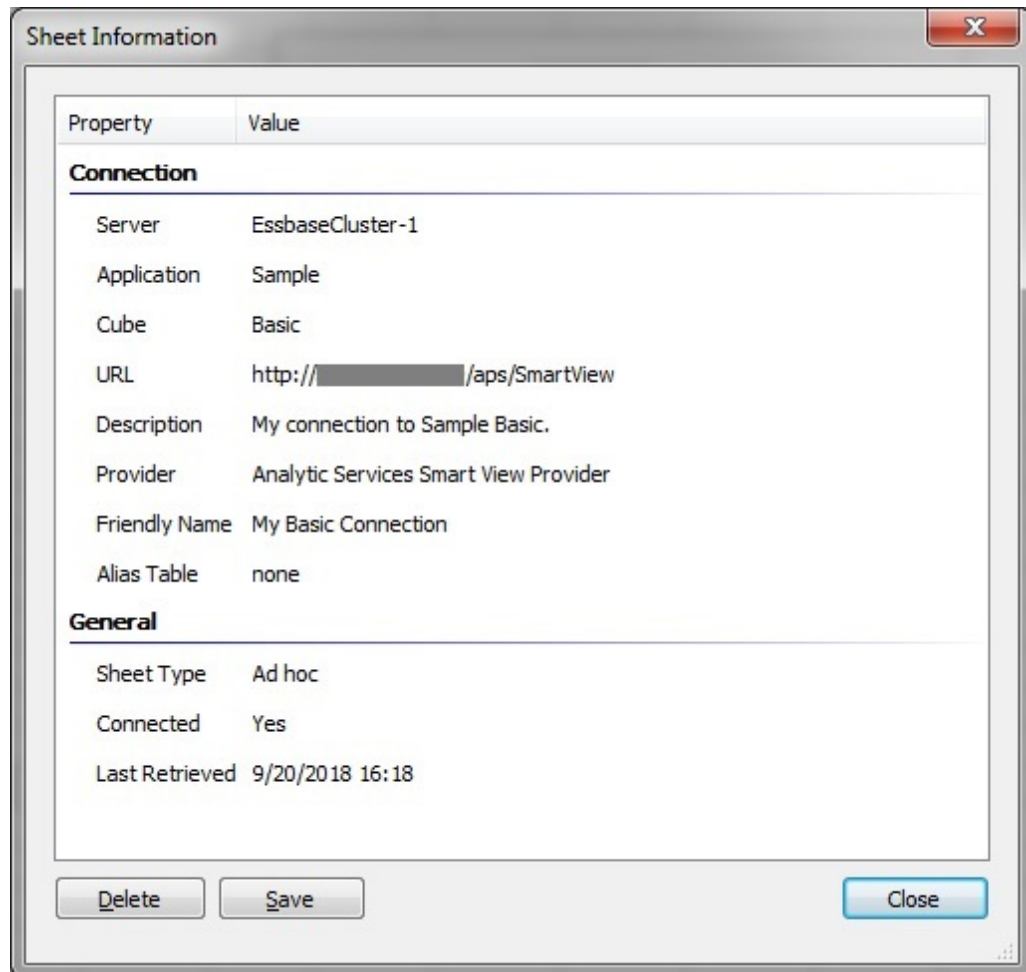 Sheet Information
Property Value
Connection
Server EssbaseCluster-1
Application Sample
Cube Basic
URL http:// /aps/SmartView
Description My connection to Sample Basic.
Provider Analytic Services Smart View Provider
Friendly Name My Basic Connection
Alias Table none
General
Sheet Type Ad hoc
Connected Yes
Last Retrieved 9/20/2018 16:18
Delete Save Close